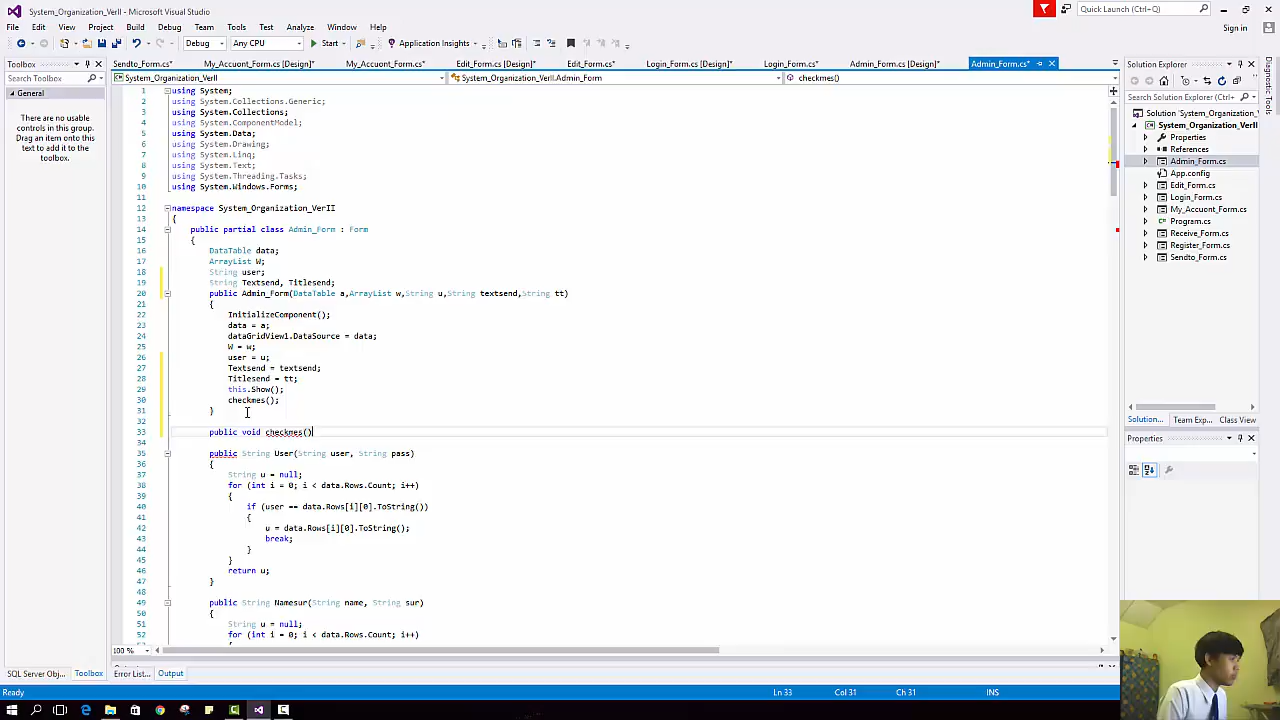 System_Organization_VerII - Microsoft Visual Studio
Quick Launch (Ctrl+Q)
File Edit View Project Build Debug Team Tools Test Analyze Window Help
Sign in
Debug Any CPU Start Application Insights
Toolbox
Sendto_Form.cs* My_Accuont_Form.cs [Design]* My_Accuont_Form.cs* Edit_Form.cs [Design]* Edit_Form.cs* Login_Form.cs [Design]* Login_Form.cs* Admin_Form.cs [Design]* Admin_Form.cs*
Solution Explorer
Search Toolbox
System_Organization_VerII System_Organization_VerII.Admin_Form checkmes()
General
There are no usable
controls in this group.
Drag an item onto this
text to add it to the
toolbox.
1 using System;
2 using System.Collections.Generic;
3 using System.Collections;
4 using System.ComponentModel;
5 using System.Data;
6 using System.Drawing;
7 using System.Linq;
8 using System.Text;
9 using System.Threading.Tasks;
10 using System.Windows.Forms;
11
12 namespace System_Organization_VerII
13 {
14 public partial class Admin_Form : Form
15 {
16 DataTable data;
17 ArrayList W;
18 String user;
19 String Textsend, Titlesend;
20 public Admin_Form(DataTable a,ArrayList w,String u,String textsend,String tt)
21 {
22 InitializeComponent();
23 data = a;
24 dataGridView1.DataSource = data;
25 W = w;
26 user = u;
27 Textsend = textsend;
28 Titlesend = tt;
29 this.Show();
30 checkmes();
31 }
32
33 public void checkmes()
34
35 public String User(String user, String pass)
36 {
37 String u = null;
38 for (int i = 0; i < data.Rows.Count; i++)
39 {
40 if (user == data.Rows[i][0].ToString())
41 {
42 u = data.Rows[i][0].ToString();
43 break;
44 }
45 }
46 return u;
47 }
48
49 public String Namesur(String name, String sur)
50 {
51 String u = null;
52 for (int i = 0; i < data.Rows.Count; i++)
{
Search Solution Explorer (Ctrl+
Solution 'System_Organization_
System_Organization_VerII
Properties
References
Admin_Form.cs
App.config
Edit_Form.cs
Login_Form.cs
My_Accuont_Form.cs
Program.cs
Receive_Form.cs
Register_Form.cs
Sendto_Form.cs
Solution... Team Exp... Class View
Properties
Diagnostic Tools
100 %
SQL Server Obj... Toolbox Error List... Output
Ready Ln 33 Col 31 Ch 31 INS